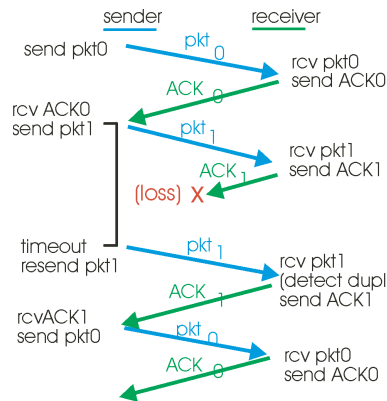 sender receiver
send pkt0
pkt 0
rcv pkt0
send ACK0
ACK 0
rcv ACK0
send pkt1
pkt 1
rcv pkt1
send ACK1
ACK 1
(loss) X
timeout
resend pkt1
pkt 1
rcv pkt1
(detect dupl
send ACK1
ACK 1
rcvACK1
send pkt0
pkt 0
rcv pkt0
send ACK0
ACK 0